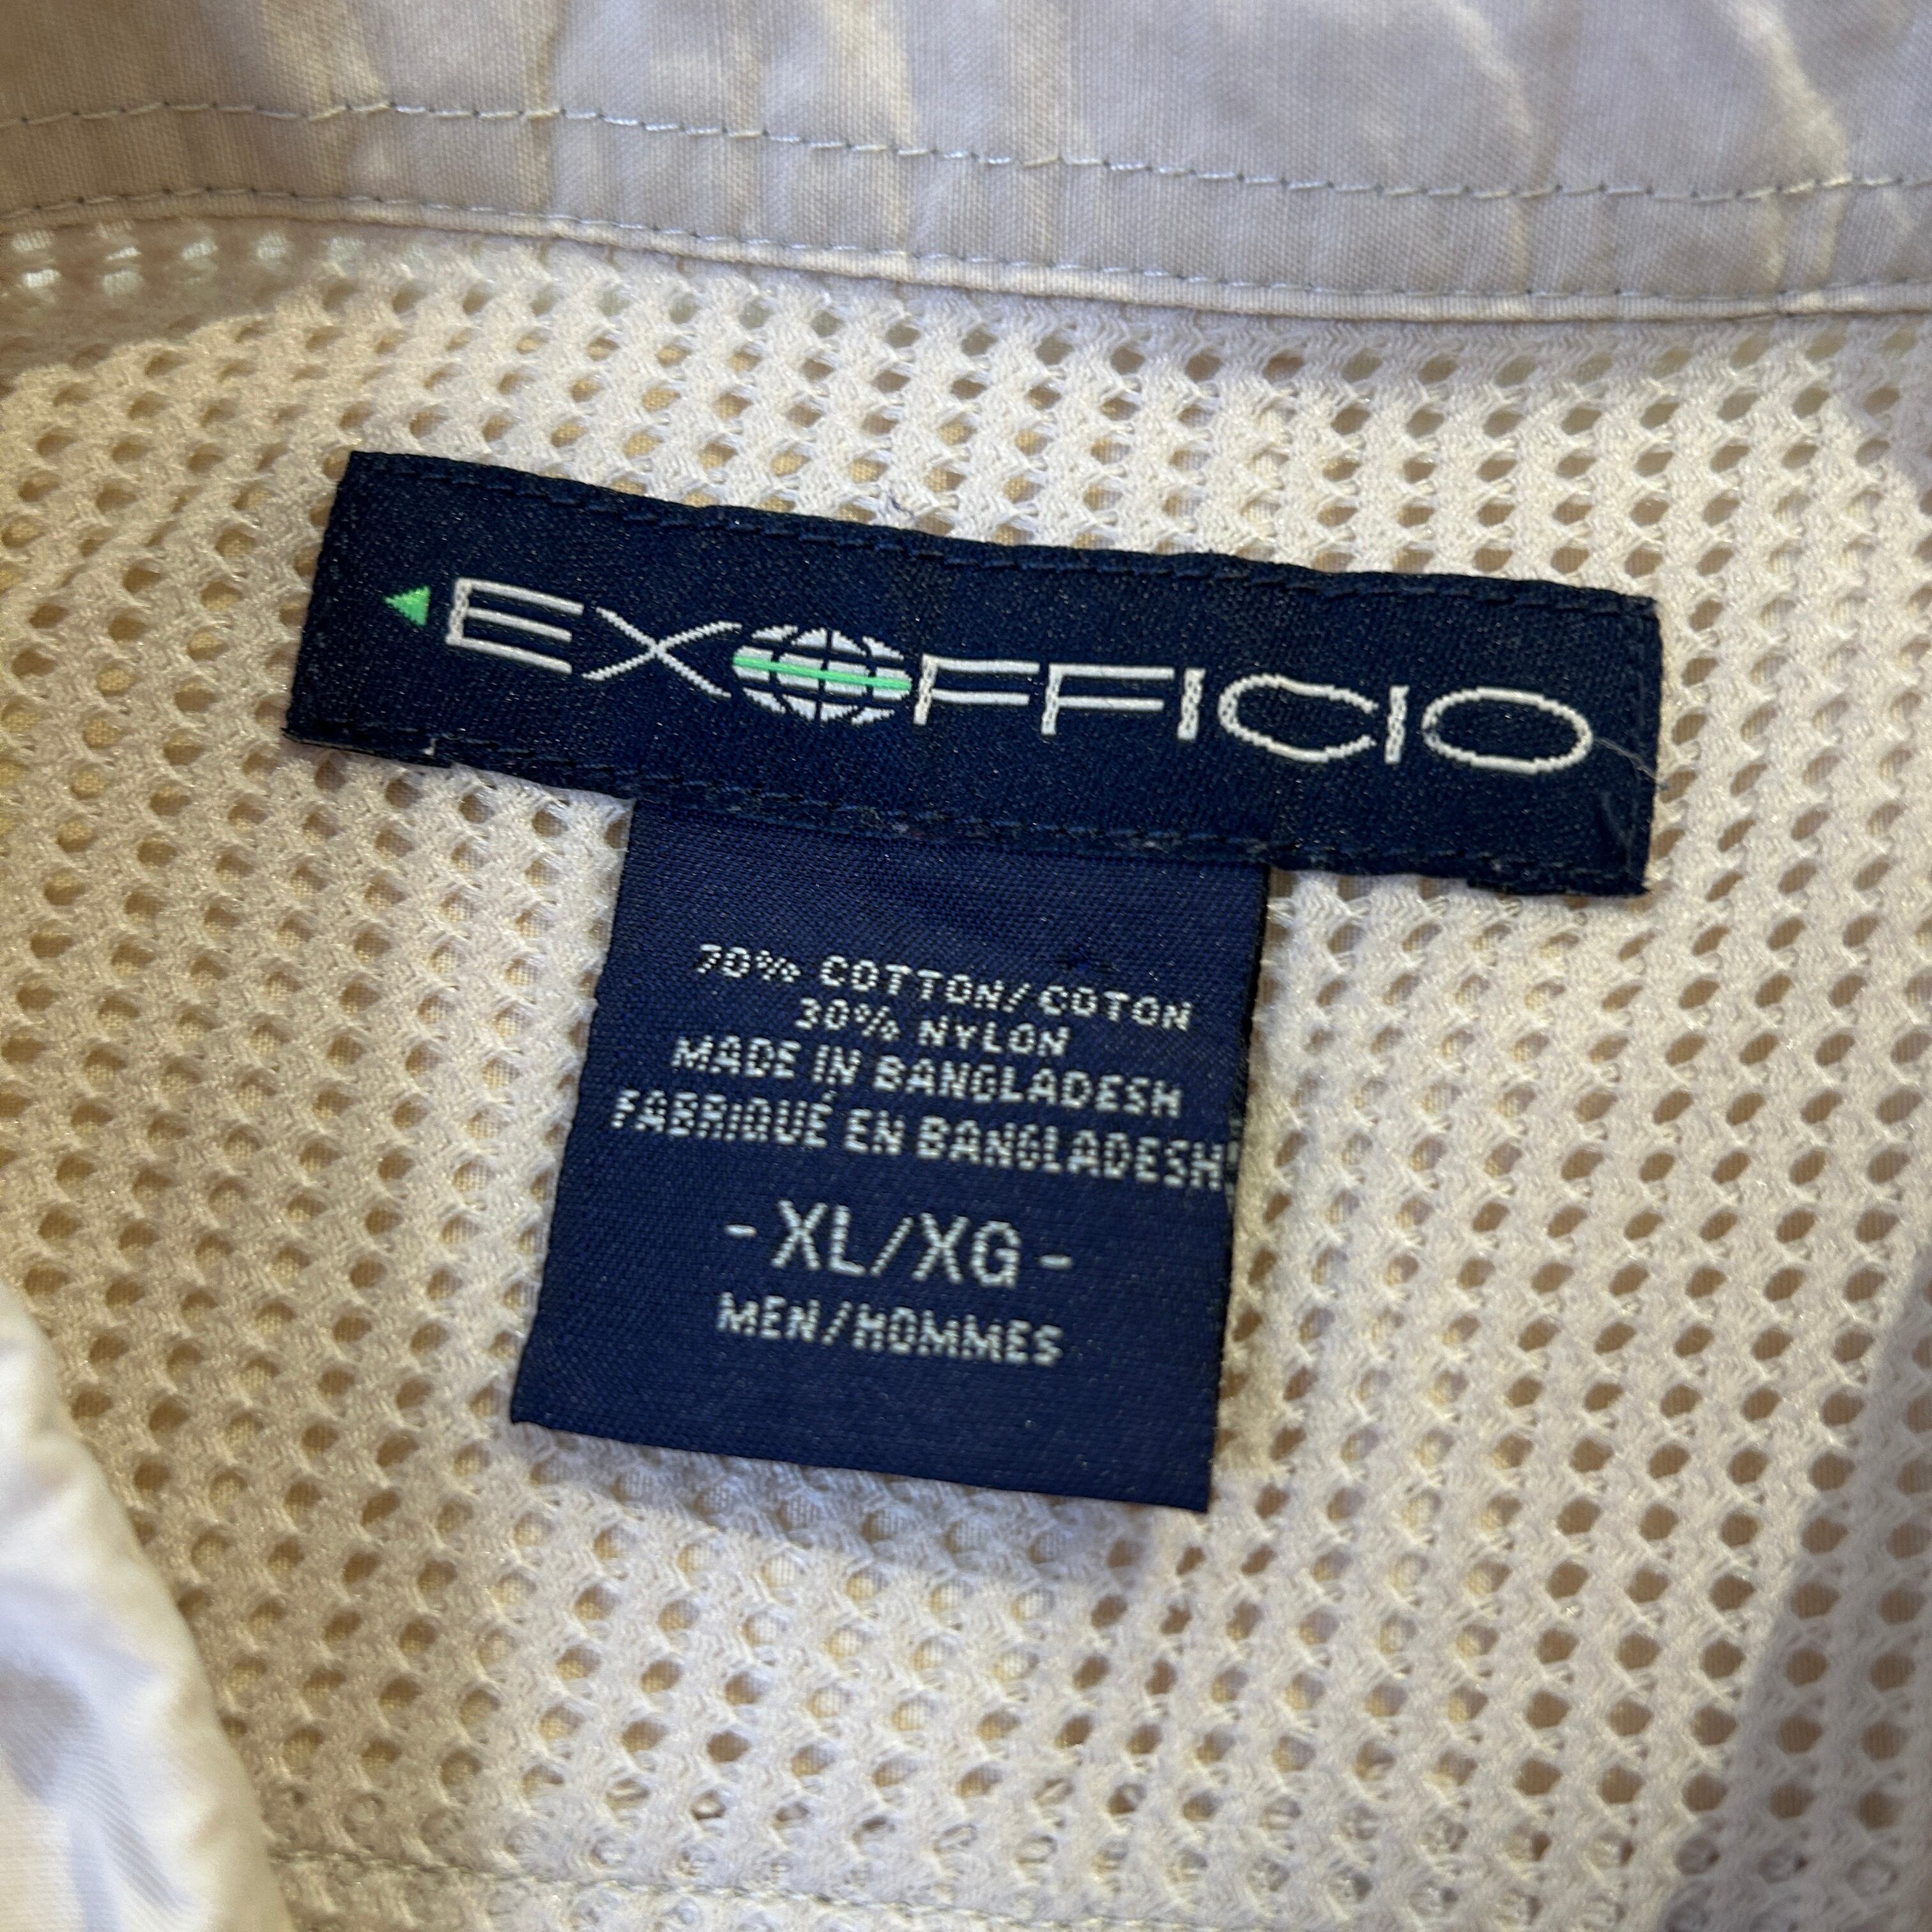 EXOFFICIO
70% COTTON/COTON
30% NYLON
MADE IN BANGLADESH
FABRIQUÉ EN BANGLADESH
- XL/XG -
MEN/HOMMES